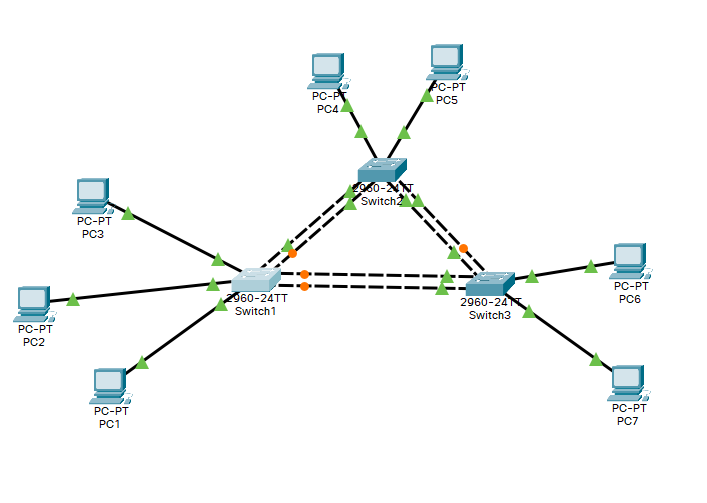 PC-PT
PC4
PC-PT
PC5
2960-24TT
Switch2
PC-PT
PC3
2960-24TT
Switch1
2960-24TT
Switch3
PC-PT
PC6
PC-PT
PC2
PC-PT
PC1
PC-PT
PC7